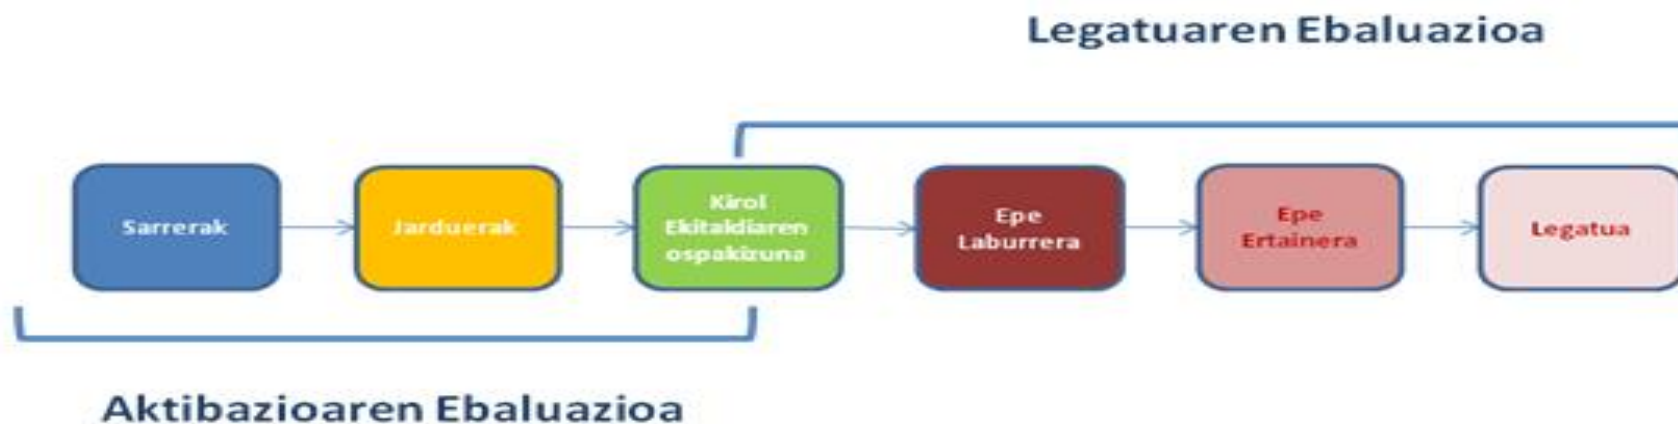 Legatuaren Ebaluazioa
Sarrerak
Jarduerak
Kirol
Ekitaldiaren
ospakizuna
Epe
Laburrera
Epe
Ertainera
Legatua
Aktibazioaren Ebaluazioa